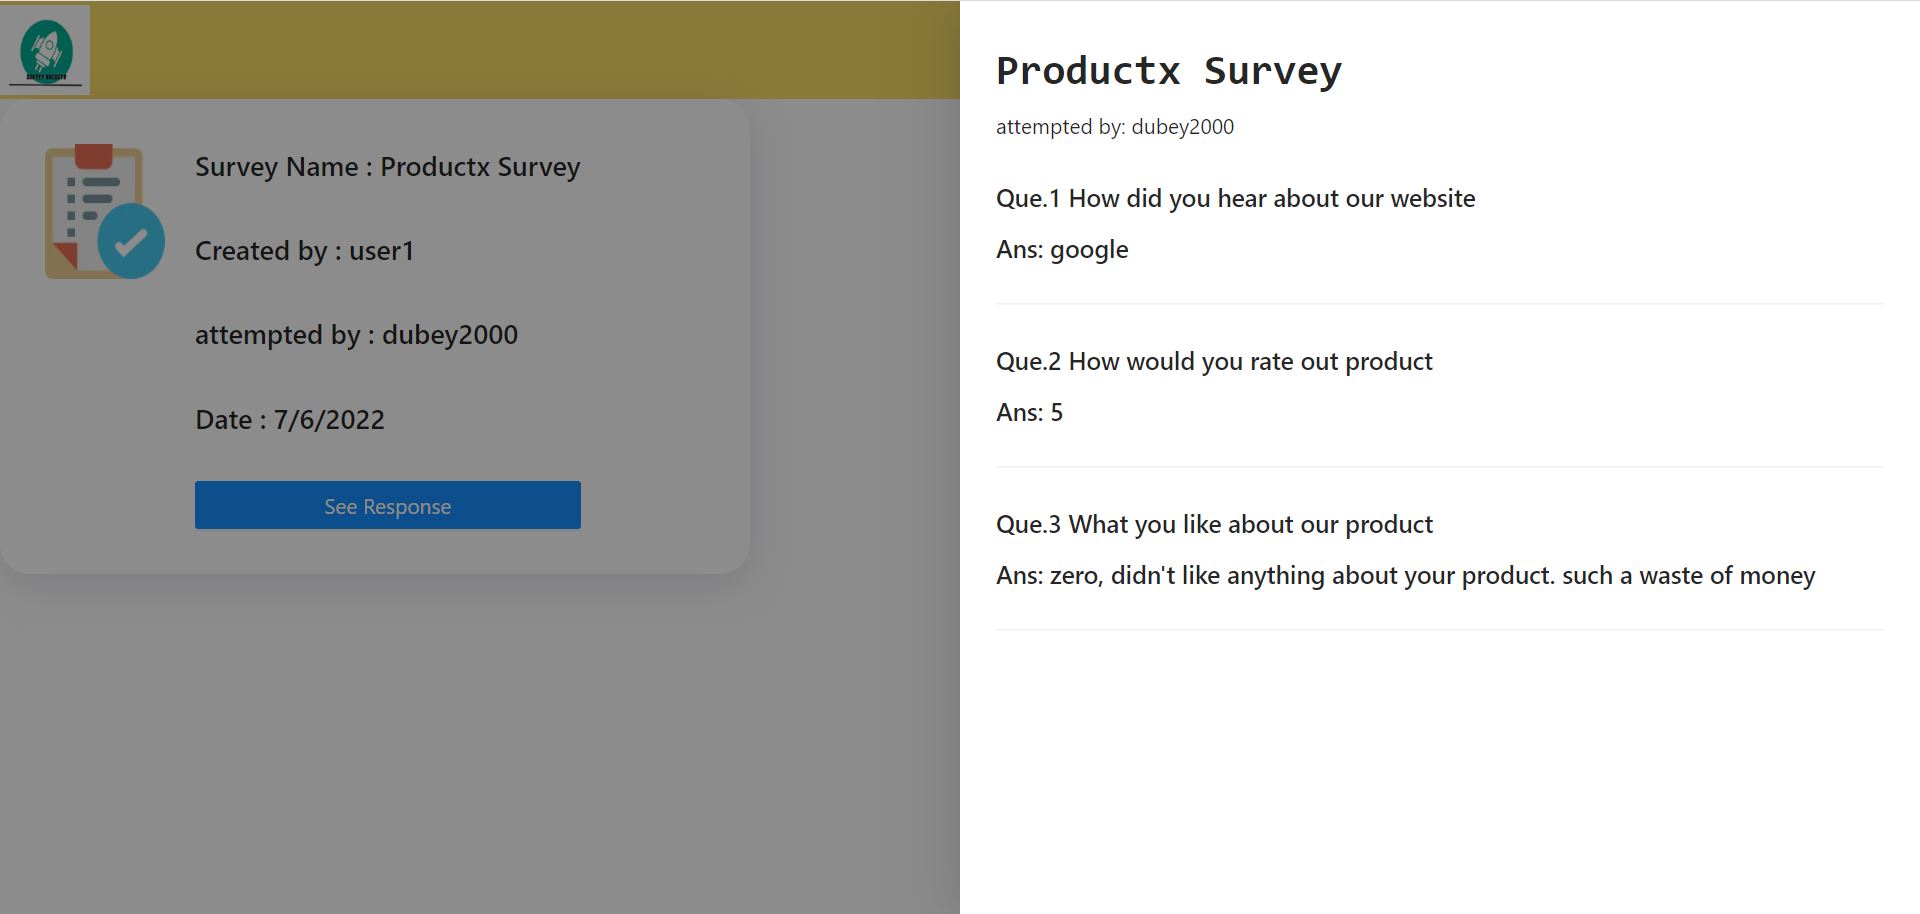 SURVEY ROCKETS
Survey Name : Productx Survey
Created by : user1
attempted by : dubey2000
Date : 7/6/2022
See Response
Productx Survey
attempted by: dubey2000
Que.1 How did you hear about our website
Ans: google
Que.2 How would you rate out product
Ans: 5
Que.3 What you like about our product
Ans: zero, didn't like anything about your product. such a waste of money